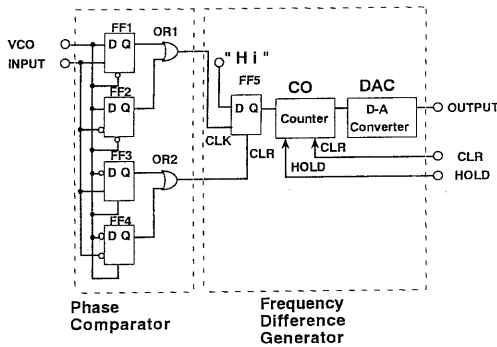 VCO
INPUT
FF1
D Q
OR1
FF2
D Q
FF3
D Q
OR2
FF4
D Q
"Hi"
FF5
D Q
CLK
CLR
CO
Counter
DAC
D-A
Converter
OUTPUT
CLR
HOLD
CLR
HOLD
Phase
Comparator
Frequency
Difference
Generator